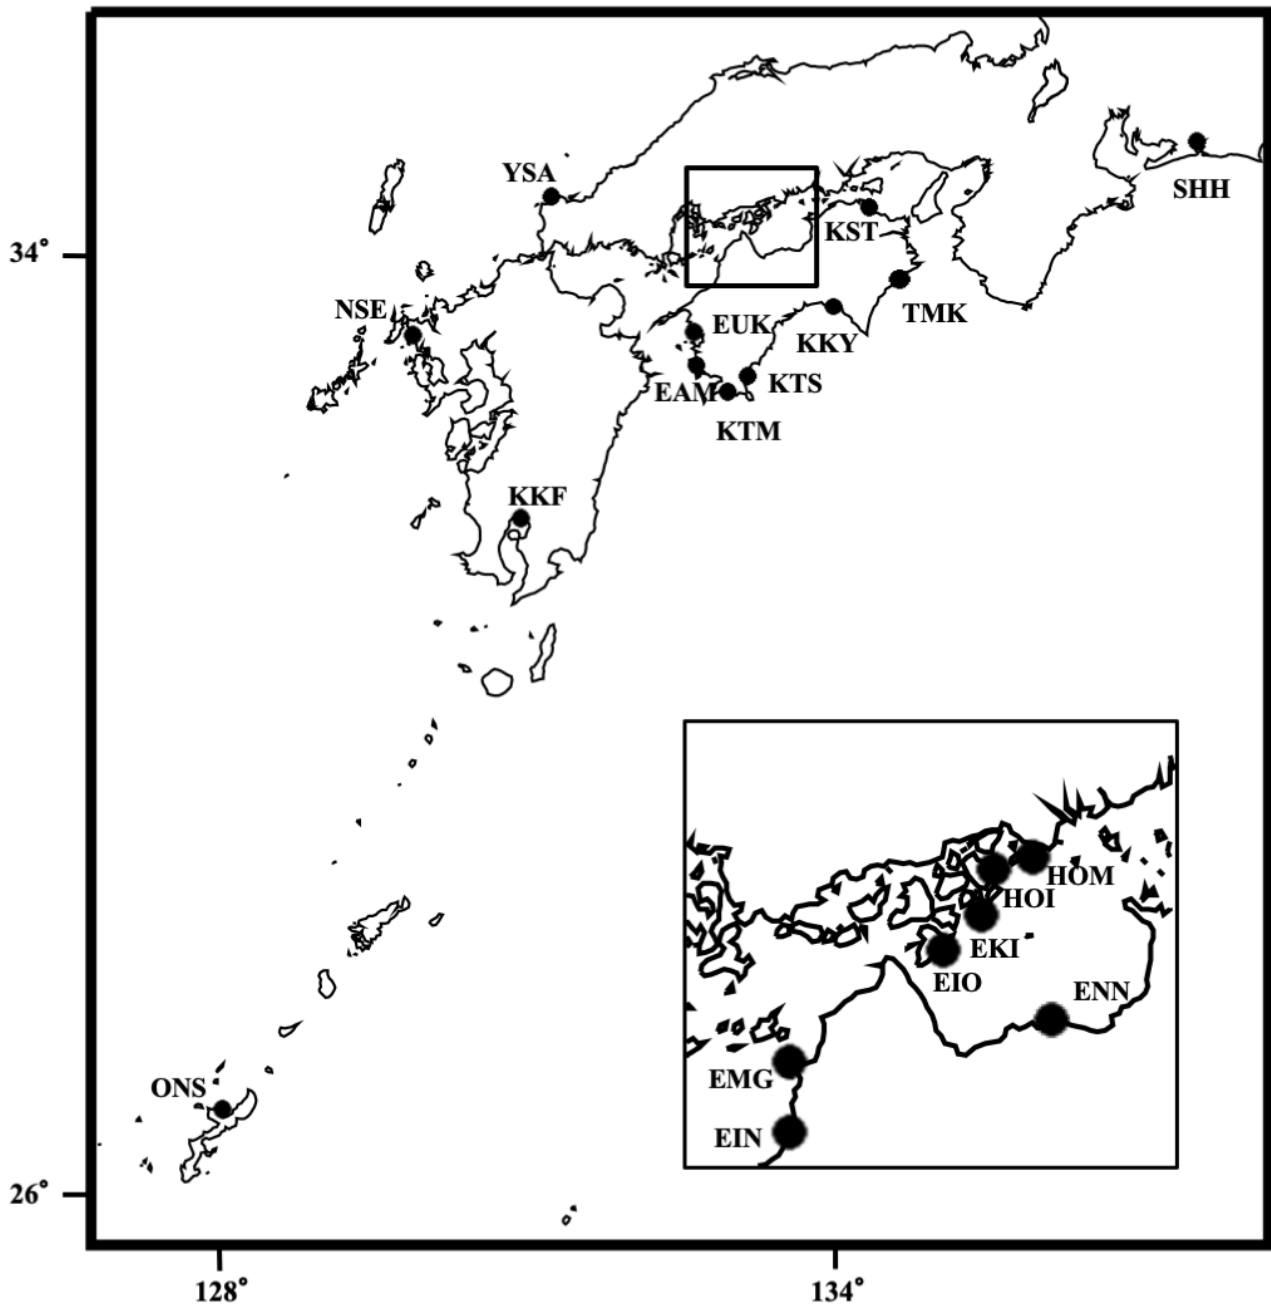 YSA
SHH
KST
34°
NSE
TMK
EUK
KKY
KTS
EAM
KTM
KKF
HOM
HOI
EKI
EIO
ENN
EMG
ONS
EIN
26°
128°
134°